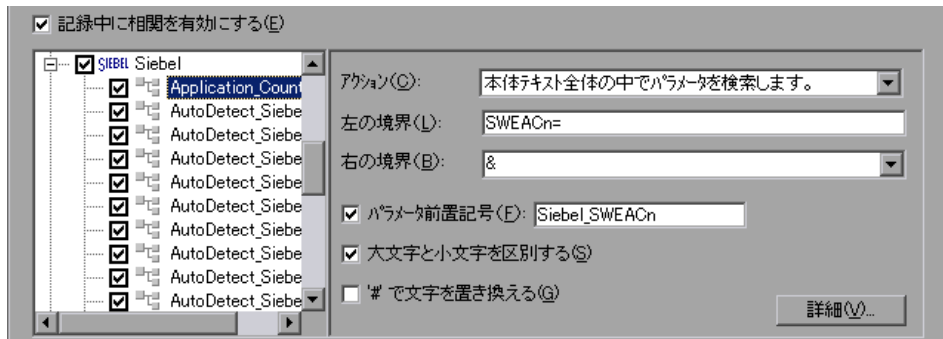 記録中に相関を有効にする(E)
SIEBEL Siebel
Application_Count
AutoDetect_Siebe
AutoDetect_Siebe
AutoDetect_Siebe
AutoDetect_Siebe
AutoDetect_Siebe
AutoDetect_Siebe
AutoDetect_Siebe
AutoDetect_Siebe
AutoDetect_Siebe
ｱｸｼｮﾝ(C):
本体ﾃｷｽﾄ全体の中でﾊﾟﾗﾒｰﾀを検索します。
左の境界(L):
SWEACn=
右の境界(B):
&
ﾊﾟﾗﾒｰﾀ前置記号(F): Siebel_SWEACn
大文字と小文字を区別する(S)
'#' で文字を置き換える(G)
詳細(V)...